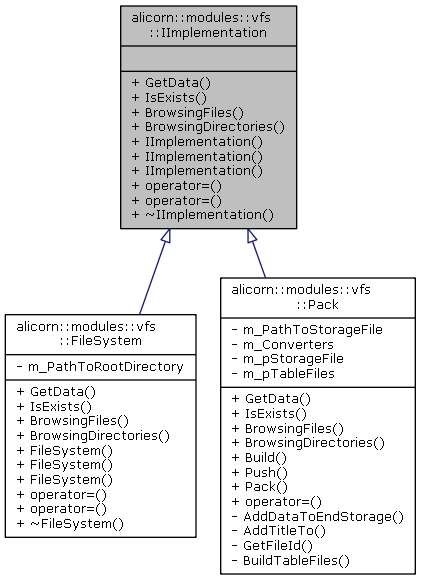 alicorn::modules::vfs
::IImplementation
+ GetData()
+ IsExists()
+ BrowsingFiles()
+ BrowsingDirectories()
+ IImplementation()
+ IImplementation()
+ IImplementation()
+ operator=()
+ operator=()
+ ~IImplementation()
alicorn::modules::vfs
::FileSystem
- m_PathToRootDirectory
+ GetData()
+ IsExists()
+ BrowsingFiles()
+ BrowsingDirectories()
+ FileSystem()
+ FileSystem()
+ FileSystem()
+ operator=()
+ operator=()
+ ~FileSystem()
alicorn::modules::vfs
::Pack
- m_PathToStorageFile
- m_Converters
- m_pStorageFile
- m_pTableFiles
+ GetData()
+ IsExists()
+ BrowsingFiles()
+ BrowsingDirectories()
+ Build()
+ Push()
+ Pack()
+ operator=()
- AddDataToEndStorage()
- AddTitleTo()
- GetFileId()
- BuildTableFiles()